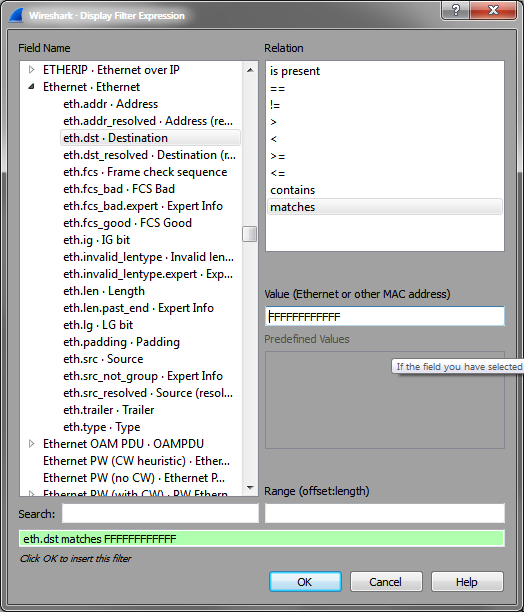 Wireshark · Display Filter Expression
Field Name
ETHERIP · Ethernet over IP
Ethernet · Ethernet
eth.addr · Address
eth.addr_resolved · Address (re...
eth.dst · Destination
eth.dst_resolved · Destination (r...
eth.fcs · Frame check sequence
eth.fcs_bad · FCS Bad
eth.fcs_bad.expert · Expert Info
eth.fcs_good · FCS Good
eth.ig · IG bit
eth.invalid_lentype · Invalid len...
eth.invalid_lentype.expert · Exp...
eth.len · Length
eth.len.past_end · Expert Info
eth.lg · LG bit
eth.padding · Padding
eth.src · Source
eth.src_not_group · Expert Info
eth.src_resolved · Source (resol...
eth.trailer · Trailer
eth.type · Type
Ethernet OAM PDU · OAMPDU
Ethernet PW (CW heuristic) · Ether...
Ethernet PW (no CW) · Ethernet P...
Ethernet PW (with CW) · PW Ethern...
Search:
Relation
is present
==
!=
>
<
>=
<=
contains
matches
Value (Ethernet or other MAC address)
FFFFFFFFFFFF
Predefined Values
If the field you have selected
Range (offset:length)
eth.dst matches FFFFFFFFFFFF
Click OK to insert this filter
OK
Cancel
Help